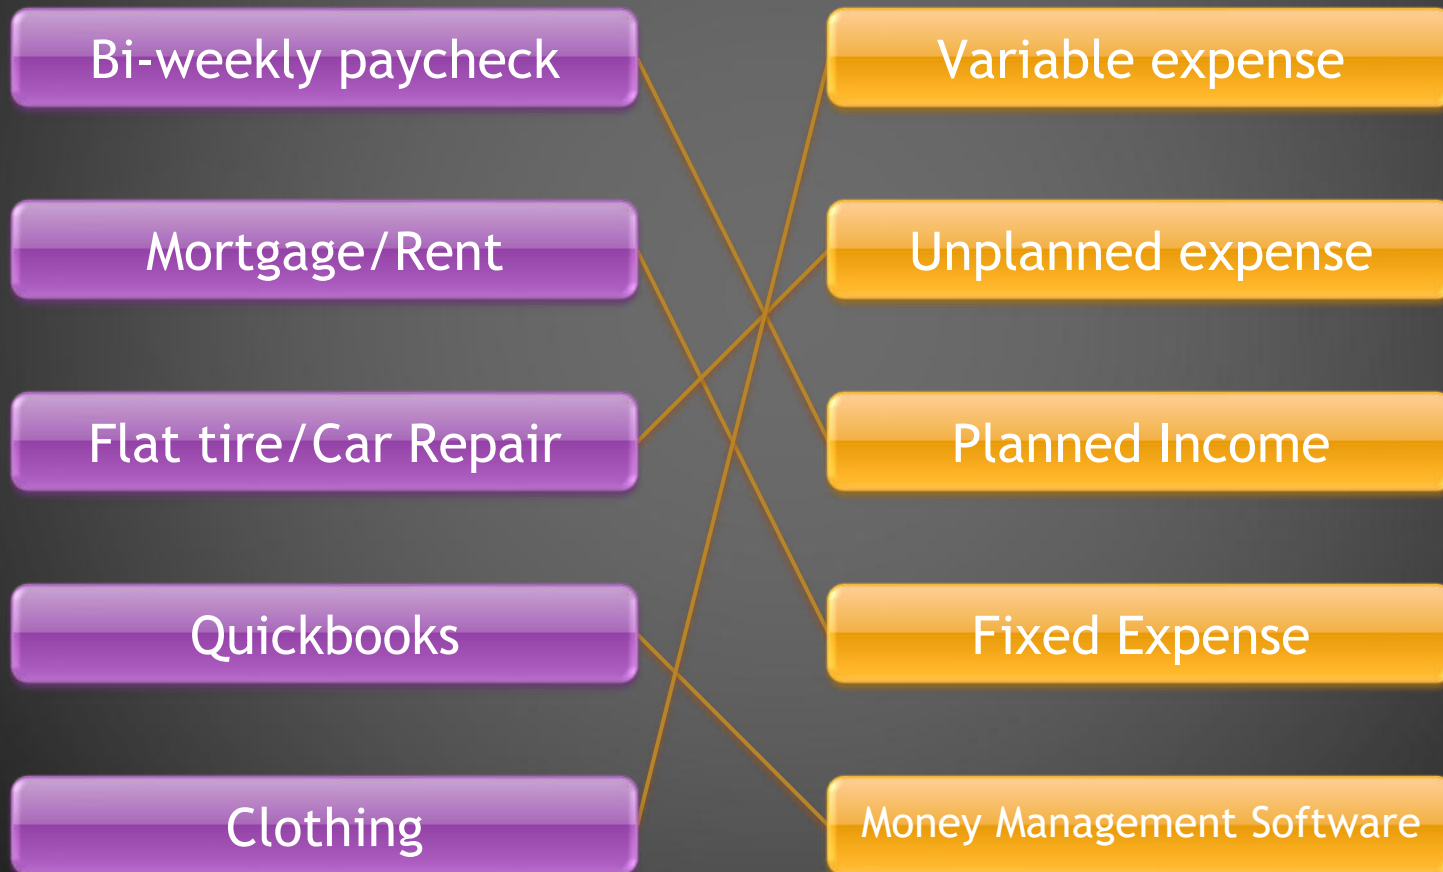 Bi-weekly paycheck
Variable expense
Mortgage/Rent
Unplanned expense
Flat tire/Car Repair
Planned Income
Quickbooks
Fixed Expense
Clothing
Money Management Software